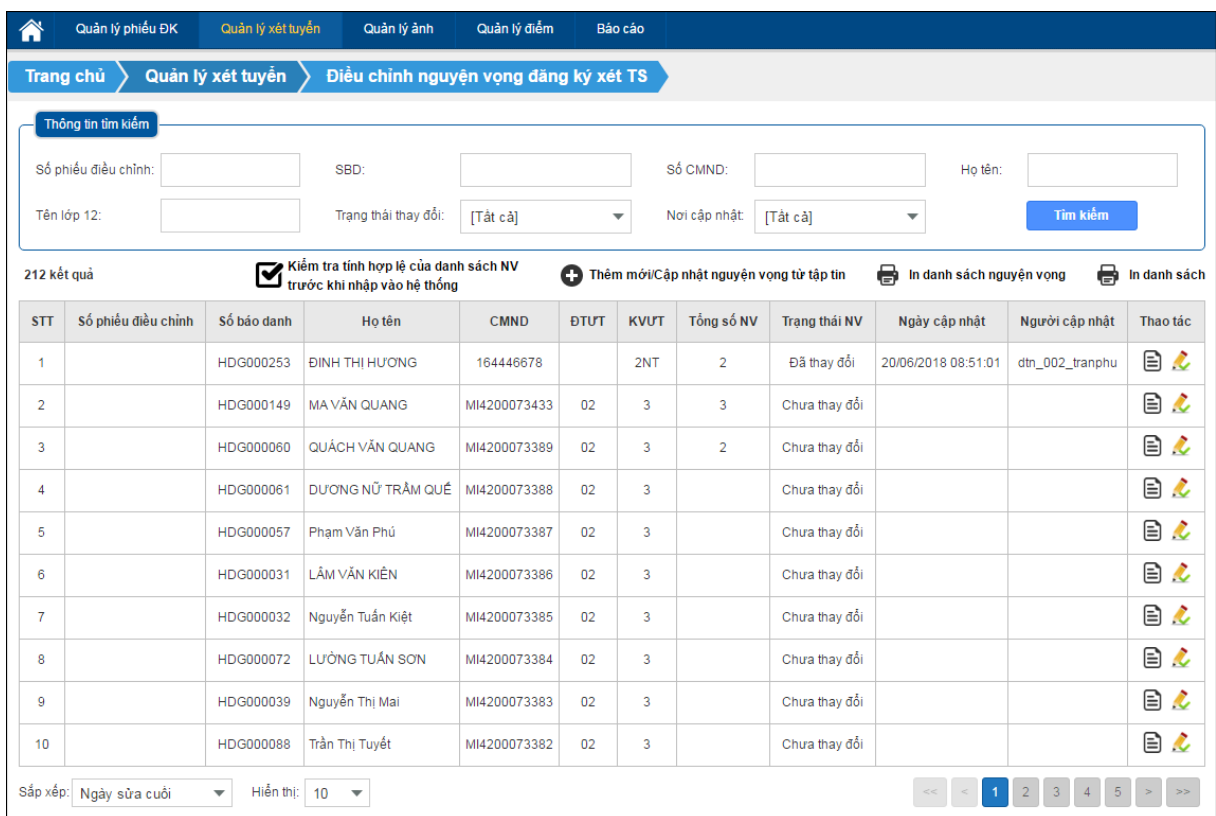 Quản lý phiếu ĐK Quản lý xét tuyển Quản lý ảnh Quản lý điểm Báo cáo
Trang chủ Quản lý xét tuyển Điều chỉnh nguyện vọng đăng ký xét TS
Thông tin tìm kiếm
Số phiếu điều chỉnh: SBD: Số CMND: Họ tên:
Tên lớp 12: Trạng thái thay đổi: [Tất cả] Nơi cập nhật: [Tất cả] Tìm kiếm
212 kết quả Kiểm tra tính hợp lệ của danh sách NV
trước khi nhập vào hệ thống Thêm mới/Cập nhật nguyện vọng từ tập tin In danh sách nguyện vọng In danh sách
STT Số phiếu điều chỉnh Số báo danh Họ tên CMND ĐTƯT KVƯT Tổng số NV Trạng thái NV Ngày cập nhật Người cập nhật Thao tác
1 HDG000253 ĐINH THỊ HƯƠNG 164446678 2NT 2 Đã thay đổi 20/06/2018 08:51:01 dtn_002_tranphu
2 HDG000149 MA VĂN QUANG MI4200073433 02 3 3 Chưa thay đổi
3 HDG000060 QUÁCH VĂN QUANG MI4200073389 02 3 2 Chưa thay đổi
4 HDG000061 DƯƠNG NỮ TRÂM QUẾ MI4200073388 02 3 Chưa thay đổi
5 HDG000057 Phạm Văn Phú MI4200073387 02 3 Chưa thay đổi
6 HDG000031 LÂM VĂN KIÊN MI4200073386 02 3 Chưa thay đổi
7 HDG000032 Nguyễn Tuấn Kiệt MI4200073385 02 3 Chưa thay đổi
8 HDG000072 LƯỜNG TUẤN SƠN MI4200073384 02 3 Chưa thay đổi
9 HDG000039 Nguyễn Thị Mai MI4200073383 02 3 Chưa thay đổi
10 HDG000088 Trần Thị Tuyết MI4200073382 02 3 Chưa thay đổi
Sắp xếp: Ngày sửa cuối Hiển thị: 10 << < 1 2 3 4 5 > >>